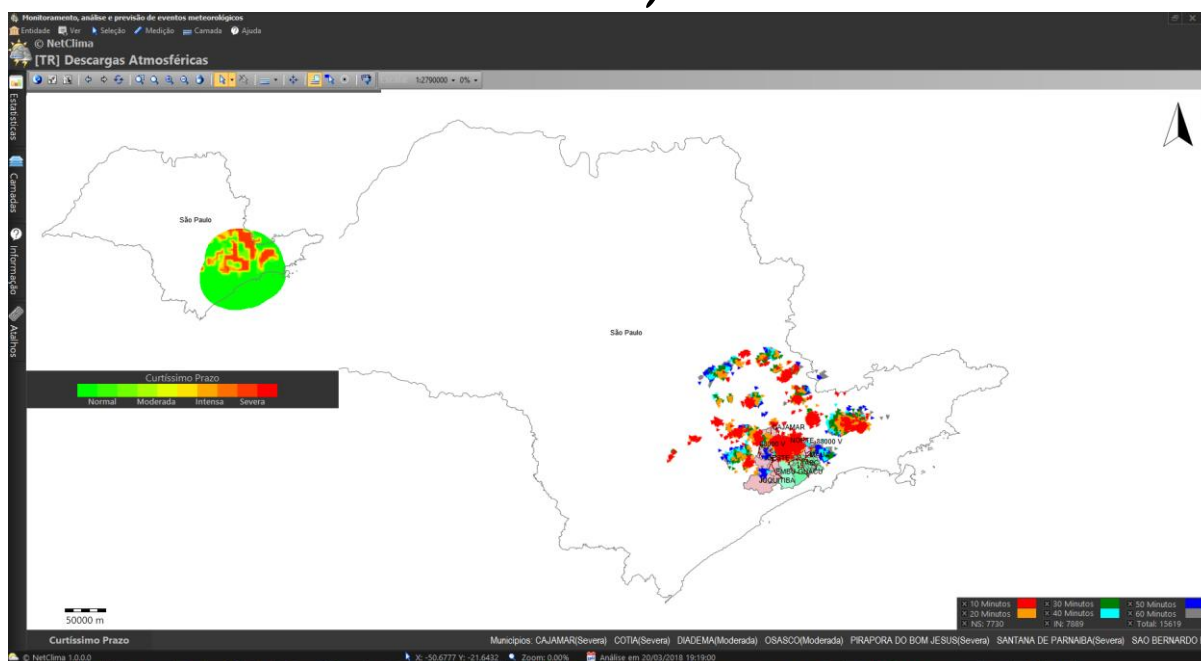 Monitoramento, análise e previsão de eventos meteorológicos
Entidade Ver Seleção Medição Camada Ajuda
© NetClima
[TR] Descargas Atmosféricas
1:2790000 0%
Estatísticas
Camadas
Informação
Atalhos
São Paulo
São Paulo
Curtíssimo Prazo
Normal Moderada Intensa Severa
CAJAMAR
88000 V
JUQUITIBA
50000 m
× 10 Minutos × 30 Minutos × 50 Minutos
× 20 Minutos × 40 Minutos × 60 Minutos
× NS: 7730 × IN: 7889 × Total: 15619
Curtíssimo Prazo Municípios: CAJAMAR(Severa) COTIA(Severa) DIADEMA(Moderada) OSASCO(Moderada) PIRAPORA DO BOM JESUS(Severa) SANTANA DE PARNAIBA(Severa) SAO BERNARDO
© NetClima 1.0.0.0 X: -50.6777 Y: -21.6432 Zoom: 0.00% Análise em 20/03/2018 19:19:00